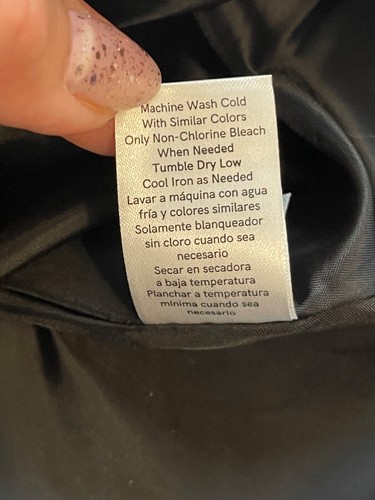 Machine Wash Cold
With Similar Colors
Only Non-Chlorine Bleach
When Needed
Tumble Dry Low
Cool Iron as Needed
Lavar a máquina con agua
fría y colores similares
Solamente blanqueador
sin cloro cuando sea
necesario
Secar en secadora
a baja temperatura
Planchar a temperatura
mínima cuando sea
necesario